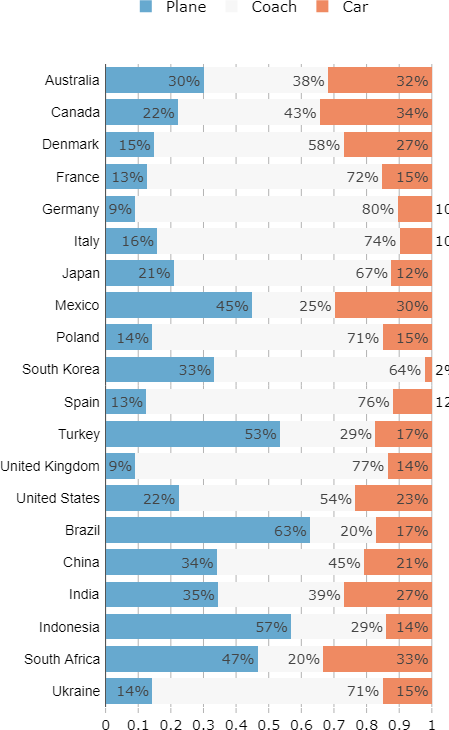 Plane Coach Car
Australia 30% 38% 32%
Canada 22% 43% 34%
Denmark 15% 58% 27%
France 13% 72% 15%
Germany 9% 80% 10
Italy 16% 74% 10
Japan 21% 67% 12%
Mexico 45% 25% 30%
Poland 14% 71% 15%
South Korea 33% 64% 2%
Spain 13% 76% 12
Turkey 53% 29% 17%
United Kingdom 9% 77% 14%
United States 22% 54% 23%
Brazil 63% 20% 17%
China 34% 45% 21%
India 35% 39% 27%
Indonesia 57% 29% 14%
South Africa 47% 20% 33%
Ukraine 14% 71% 15%
0 0.1 0.2 0.3 0.4 0.5 0.6 0.7 0.8 0.9 1